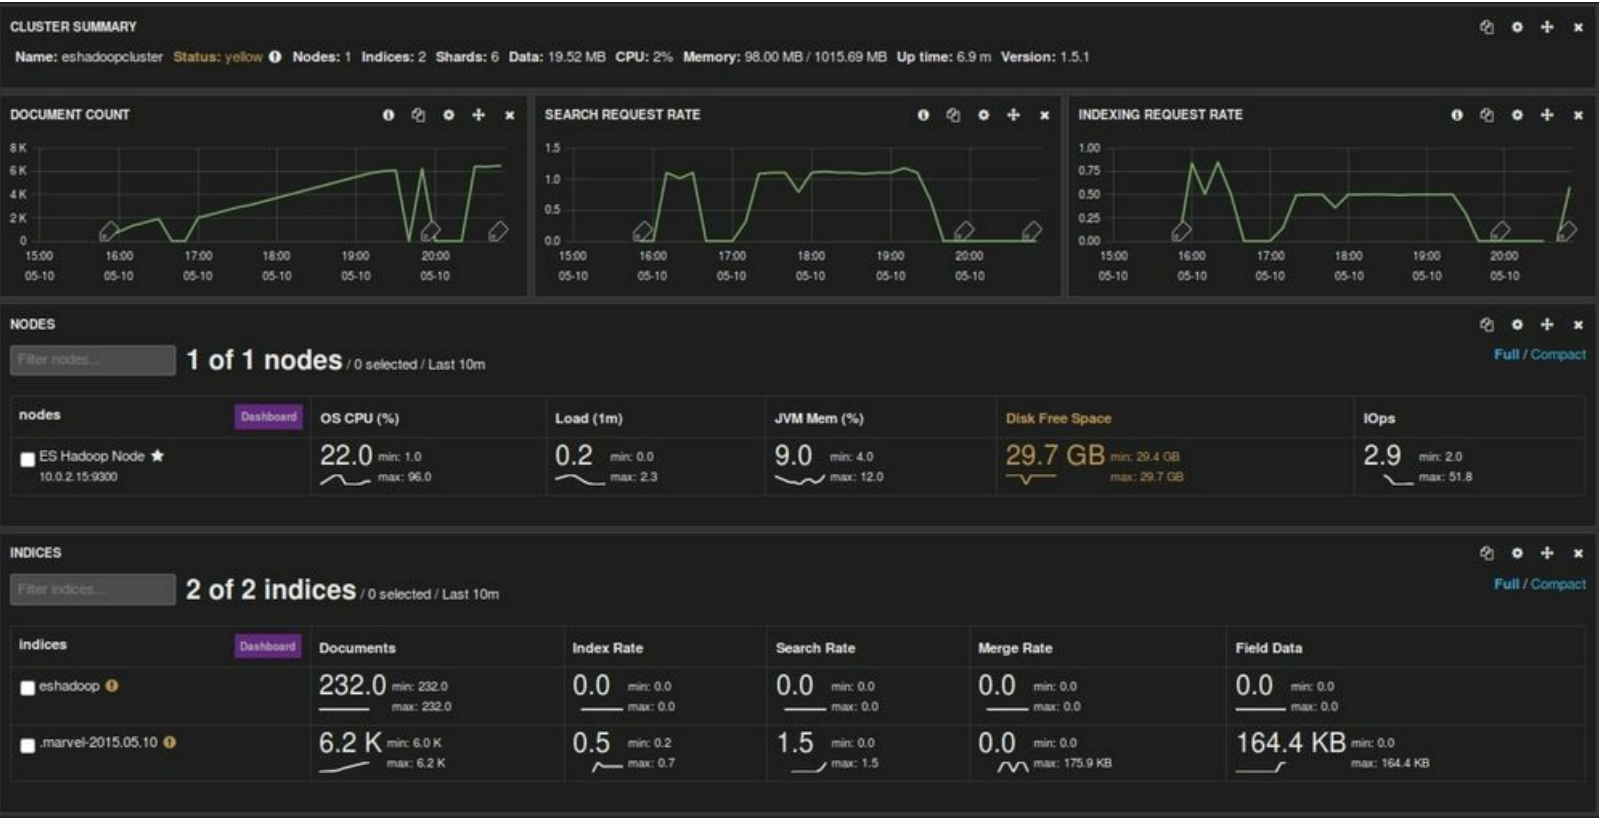 CLUSTER SUMMARY
Name: eshadoopcluster Status: yellow Nodes: 1 Indices: 2 Shards: 6 Data: 19.52 MB CPU: 2% Memory: 98.00 MB / 1015.69 MB Up time: 6.9 m Version: 1.5.1
DOCUMENT COUNT
8 K
6 K
4 K
2 K
0
15:00 16:00 17:00 18:00 19:00 20:00
05-10 05-10 05-10 05-10 05-10 05-10
SEARCH REQUEST RATE
1.5
1.0
0.5
0.0
15:00 16:00 17:00 18:00 19:00 20:00
05-10 05-10 05-10 05-10 05-10 05-10
INDEXING REQUEST RATE
1.00
0.75
0.50
0.25
0.00
15:00 16:00 17:00 18:00 19:00 20:00
05-10 05-10 05-10 05-10 05-10 05-10
NODES
Filter nodes... 1 of 1 nodes / 0 selected / Last 10m Full / Compact
nodes Dashboard OS CPU (%) Load (1m) JVM Mem (%) Disk Free Space IOps
ES Hadoop Node 22.0 min: 1.0 0.2 min: 0.0 9.0 min: 4.0 29.7 GB min: 29.4 GB 2.9 min: 2.0
10.0.2.15:9300 max: 96.0 max: 2.3 max: 12.0 max: 29.7 GB max: 51.8
INDICES
Filter indices... 2 of 2 indices / 0 selected / Last 10m Full / Compact
indices Dashboard Documents Index Rate Search Rate Merge Rate Field Data
eshadoop 232.0 min: 232.0 0.0 min: 0.0 0.0 min: 0.0 0.0 min: 0.0 0.0 min: 0.0
max: 232.0 max: 0.0 max: 0.0 max: 0.0 max: 0.0
.marvel-2015.05.10 6.2 K min: 6.0 K 0.5 min: 0.2 1.5 min: 0.0 0.0 min: 0.0 164.4 KB min: 0.0
max: 6.2 K max: 0.7 max: 1.5 max: 175.9 KB max: 164.4 KB